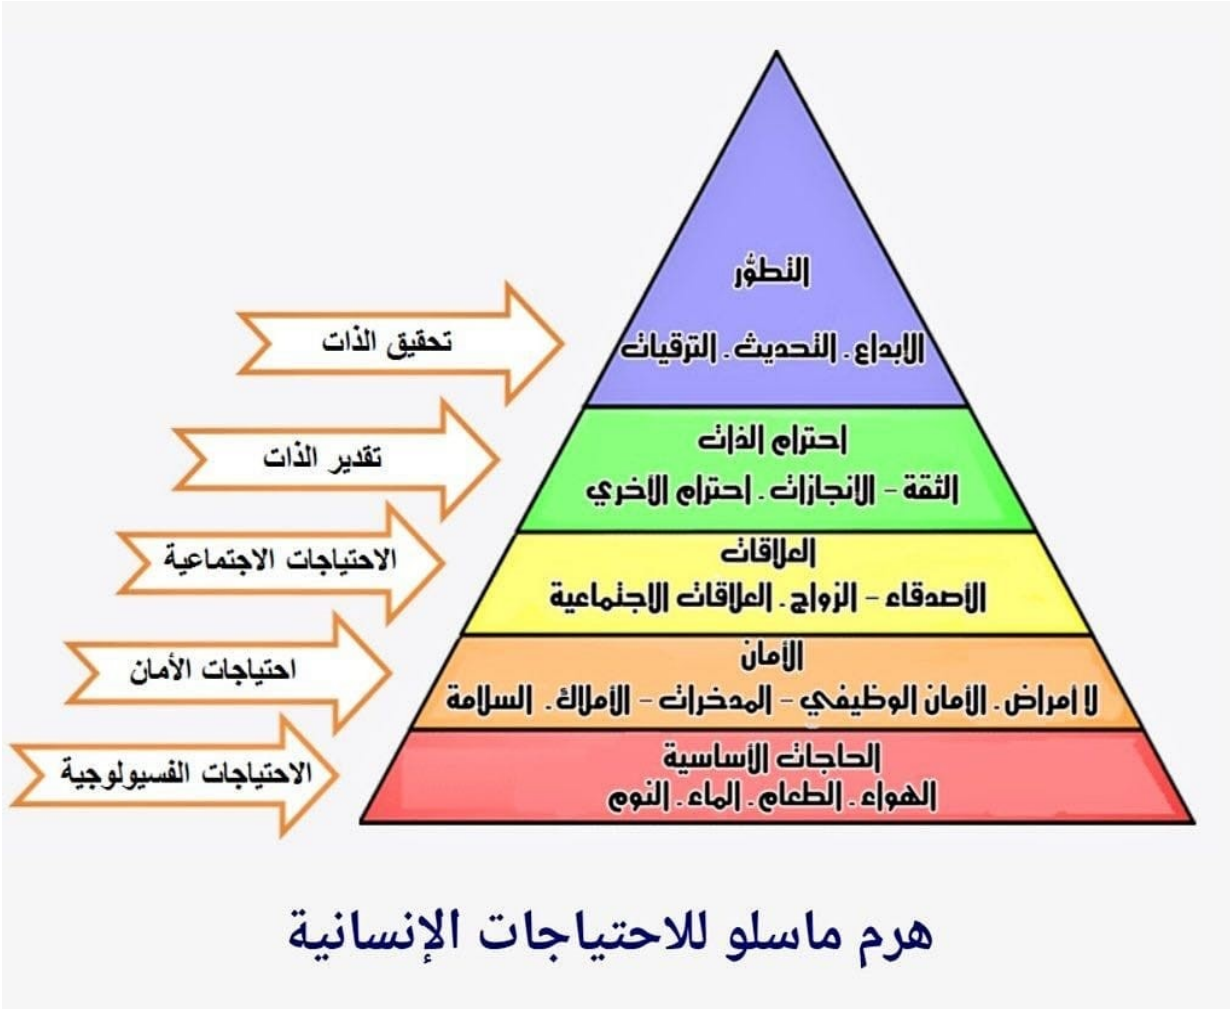 التطوُّر
الابداع . التحديث . الترقيات
تحقيق الذات
احترام الذات
الثقة - الانجازات . احترام الأخري
تقدير الذات
العلاقات
الأصدقاء - الزواج . العلاقات الاجتماعية
الاحتياجات الاجتماعية
الأمان
لا أمراض . الأمان الوظيفي - المدخرات - الأملاك . السلامة
احتياجات الأمان
الحاجات الأساسية
الهواء . الطعام . الماء . النوم
الاحتياجات الفسيولوجية
هرم ماسلو للاحتياجات الإنسانية